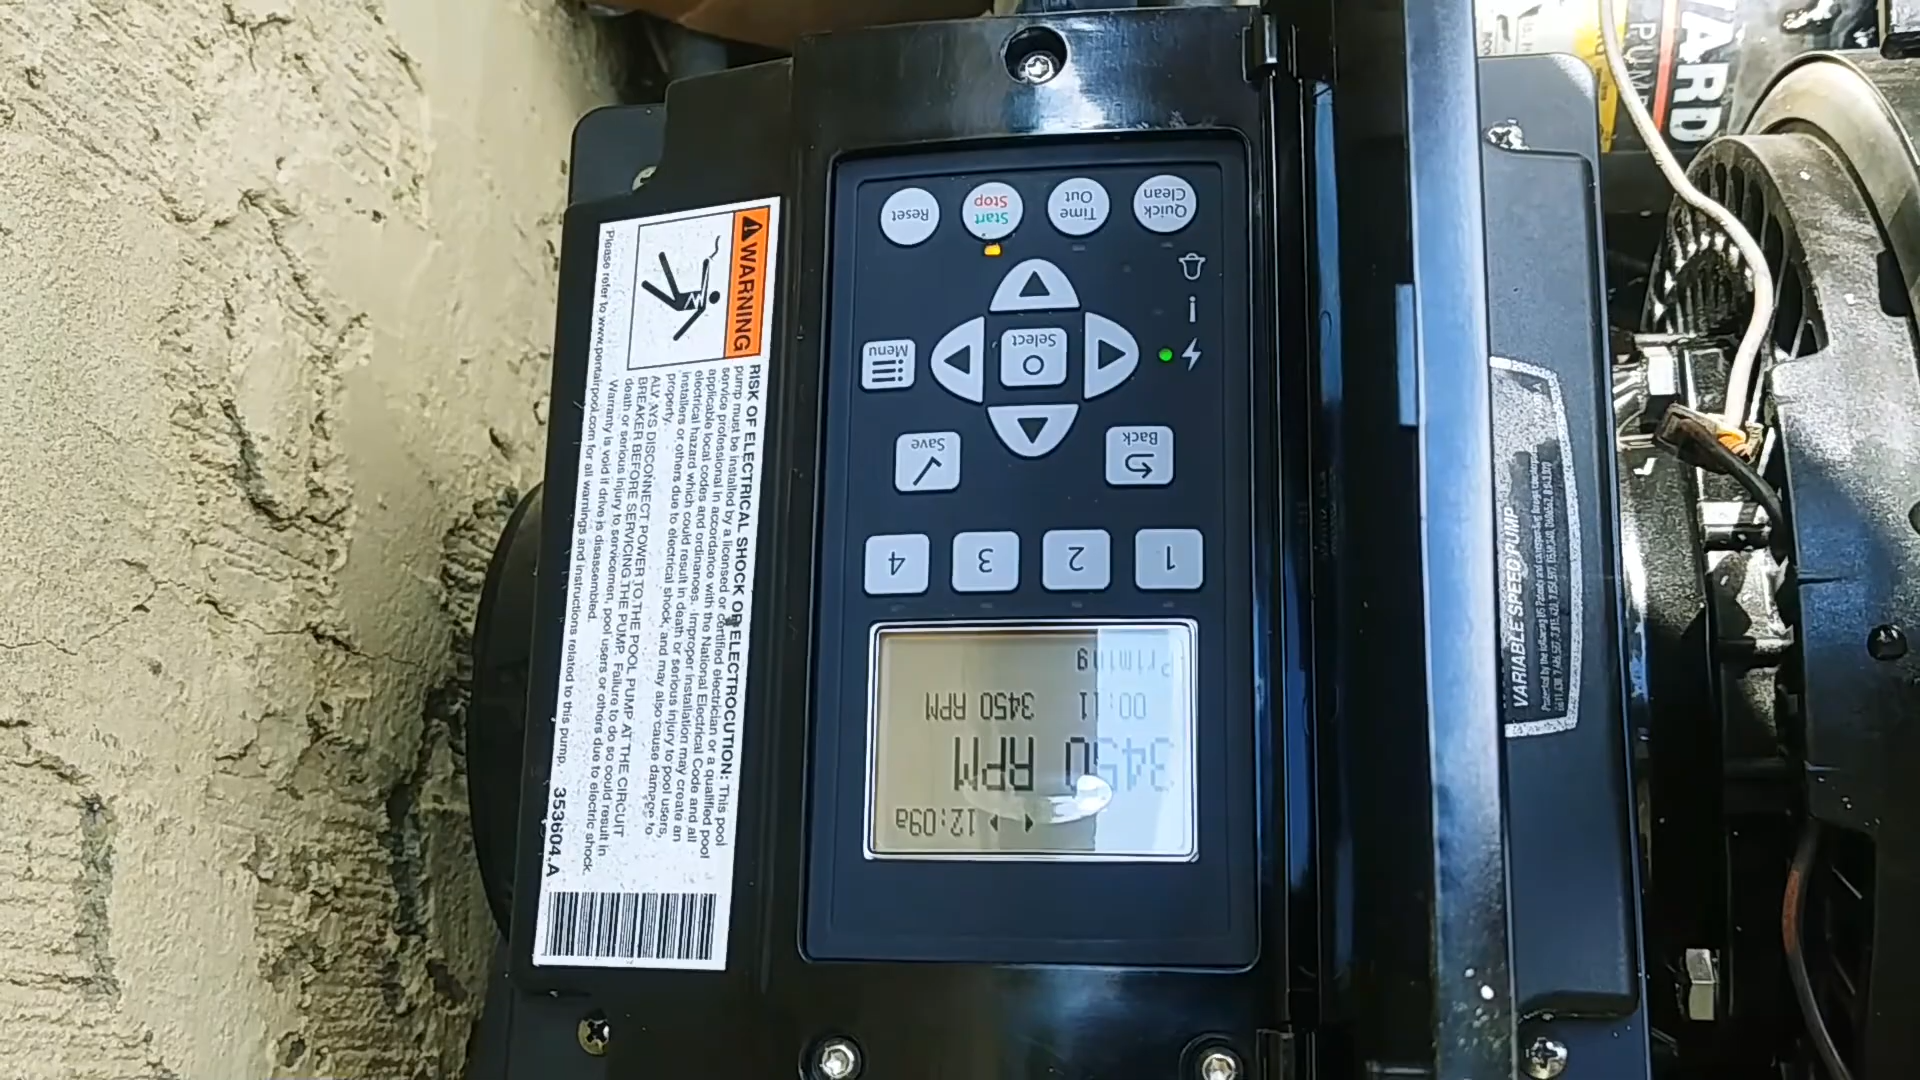 12:09a
3450 RPM
00:11 3450 RPM
Priming
1
2
3
4
Back
Save
Select
Menu
Quick
Clean
Time
Out
Start
Stop
Reset
WARNING
RISK OF ELECTRICAL SHOCK OR ELECTROCUTION: This pool
pump must be installed by a licensed or certified electrician or a qualified pool
service professional in accordance with the National Electrical Code and all
applicable local codes and ordinances. Improper installation may create an
electrical hazard which could result in death or serious injury to pool users,
installers or others due to electrical shock, and may also cause damage to
property.
ALWAYS DISCONNECT POWER TO THE POOL PUMP AT THE CIRCUIT
BREAKER BEFORE SERVICING THE PUMP. Failure to do so could result in
death or serious injury to servicemen, pool users or others due to electric shock.
Warranty is void if drive is disassembled.
Please refer to www.pentairpool.com for all warnings and instructions related to this pump. 353604.A
VARIABLE SPEED PUMP
PUM